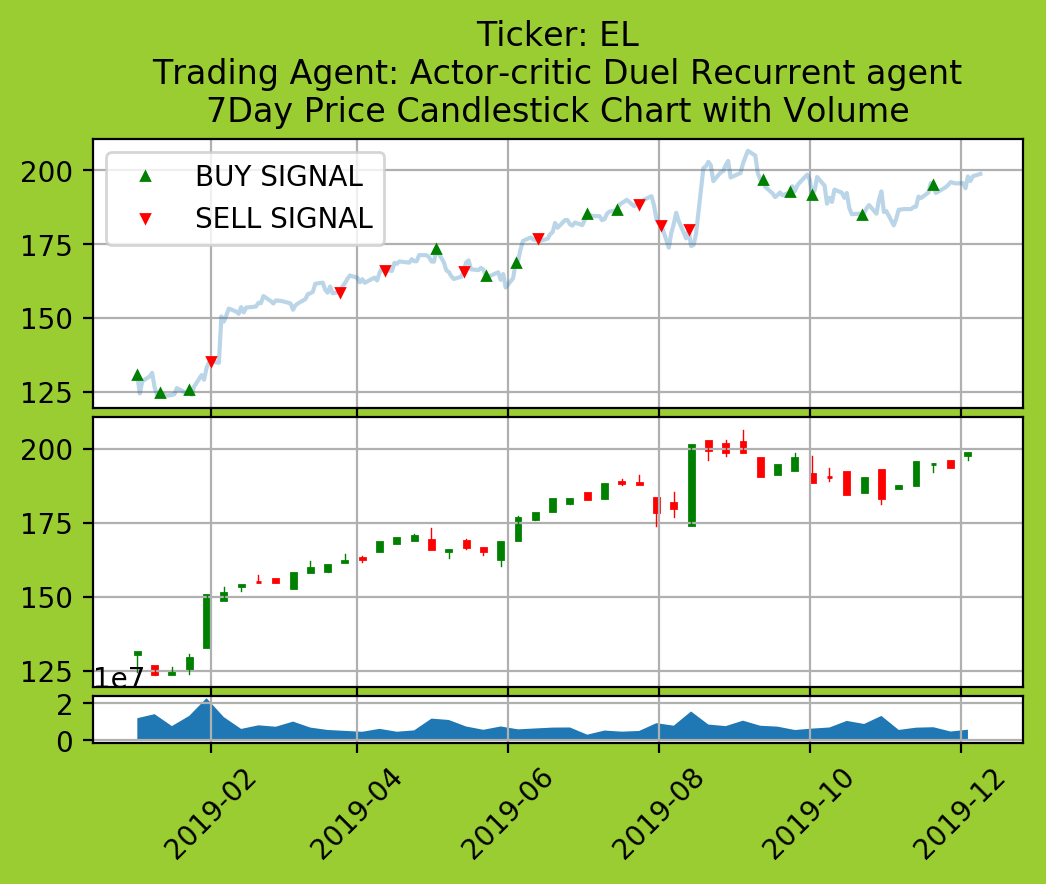 Ticker: EL
Trading Agent: Actor-critic Duel Recurrent agent
7Day Price Candlestick Chart with Volume
BUY SIGNAL
SELL SIGNAL
200
175
150
125
200
175
150
125
1e7
2
0
2019-02
2019-04
2019-06
2019-08
2019-10
2019-12